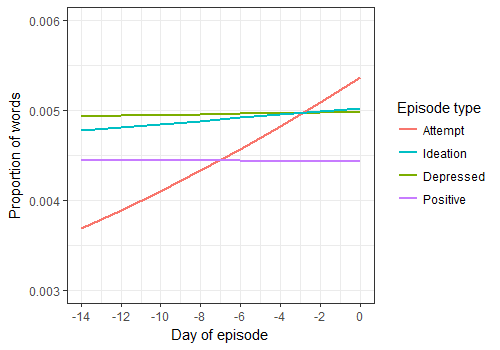 0.006
0.005
0.004
0.003
Proportion of words
-14 -12 -10 -8 -6 -4 -2 0
Day of episode
Episode type
Attempt
Ideation
Depressed
Positive